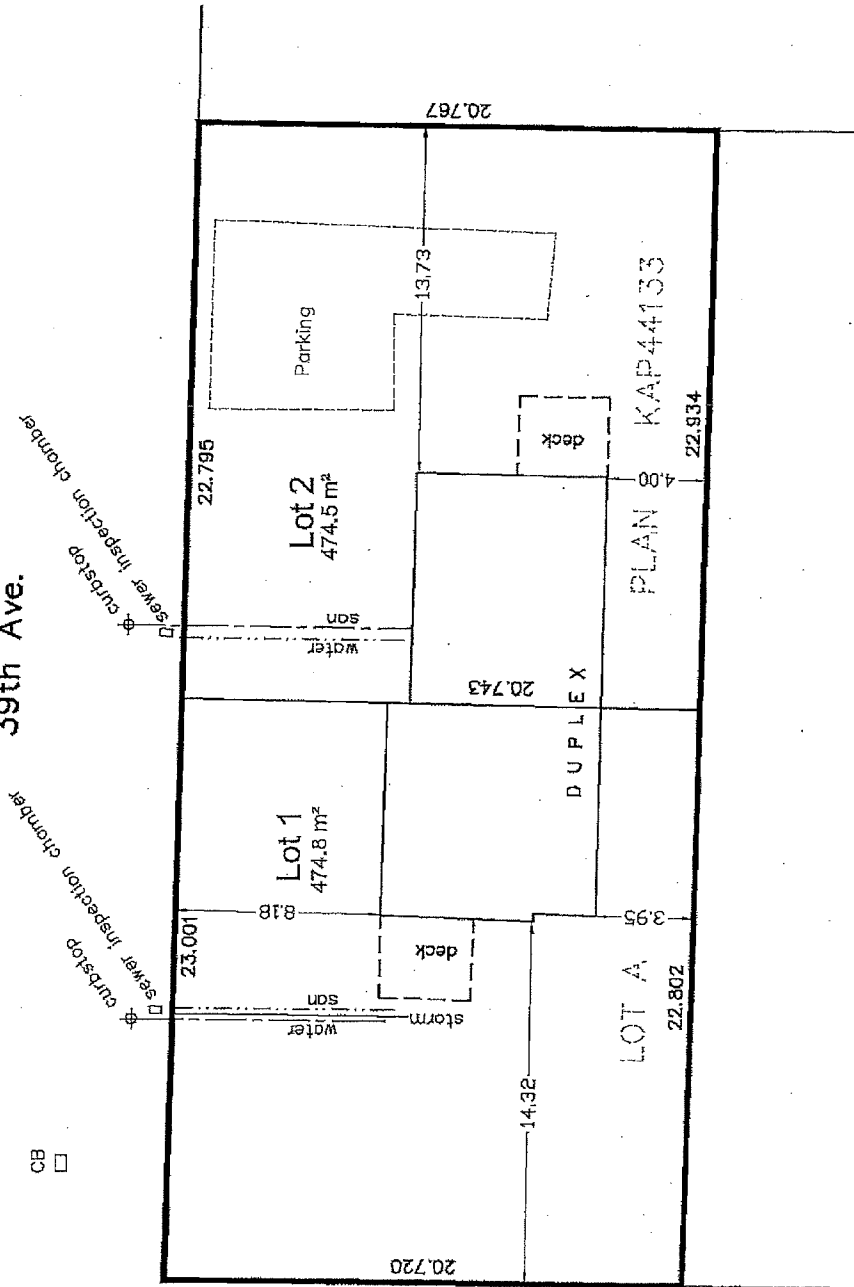 39th Ave.
CB
curbstop
sewer inspection chamber
curbstop
sewer inspection chamber
23.001
22.795
water
san
storm
water
san
Lot 1
474.8 m²
Lot 2
474.5 m²
Parking
8.18
deck
14.32
13.73
deck
20.720
20.743
20.767
DUPLEX
3.95
4.00
LOT A PLAN KAP44133
22.802
22.934